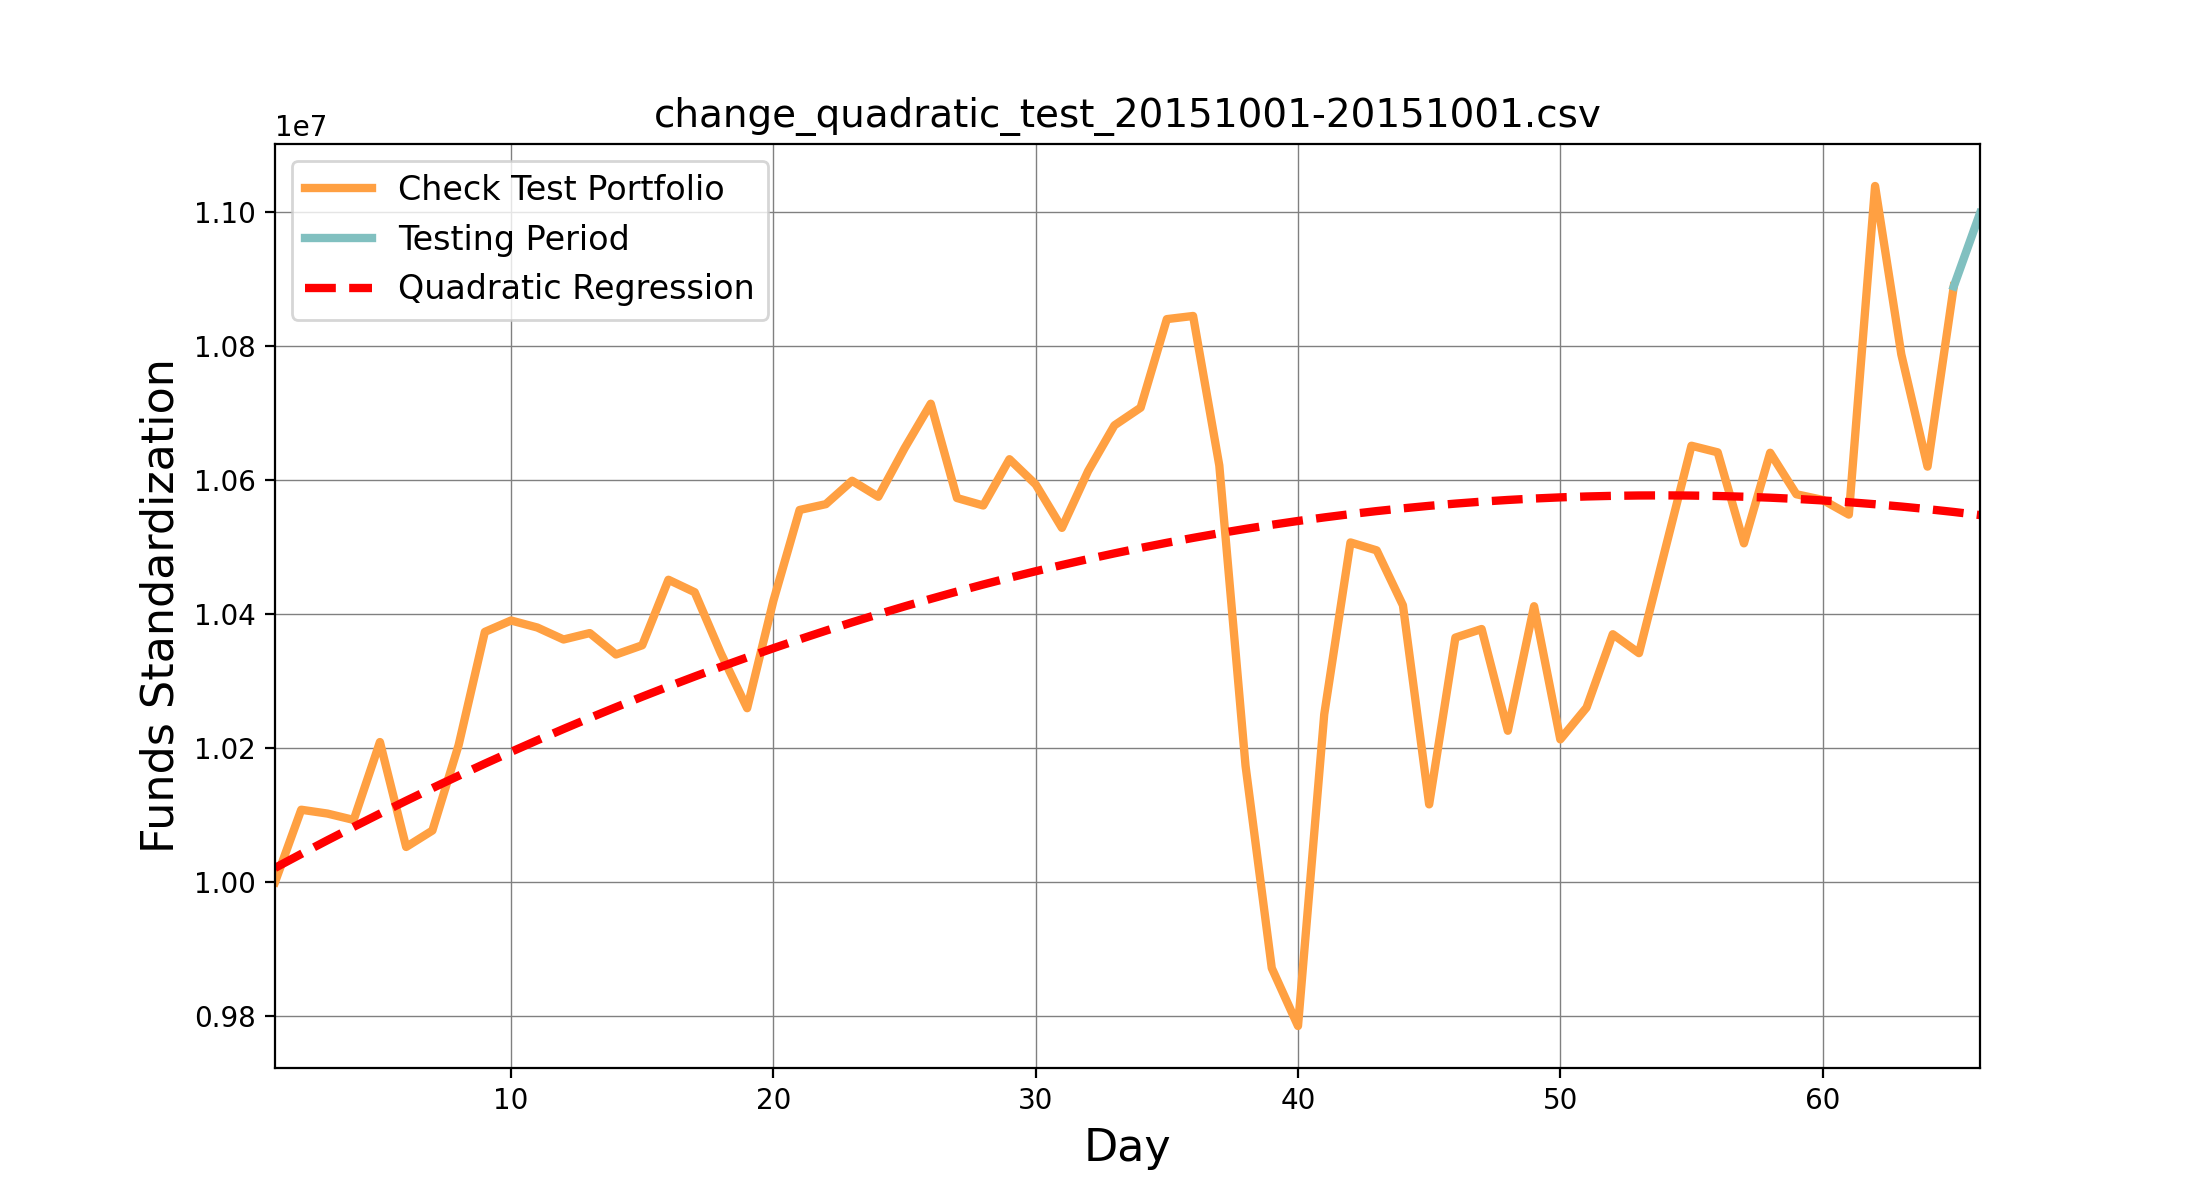 change_quadratic_test_20151001-20151001.csv
1e7
Check Test Portfolio
Testing Period
Quadratic Regression
1.10
1.08
1.06
1.04
1.02
1.00
0.98
Funds Standardization
10 20 30 40 50 60
Day